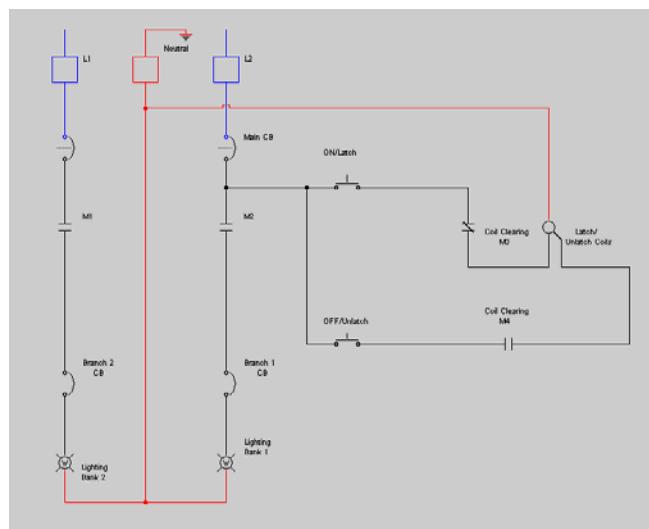 Neutral
L1
L2
Main CB
ON/Latch
M1
M2
Coil Clearing
M3
Latch/
Unlatch Coils
Coil Clearing
M4
OFF/Unlatch
Branch 2
CB
Branch 1
CB
Lighting
Bank 1
W
W
Lighting
Bank 2